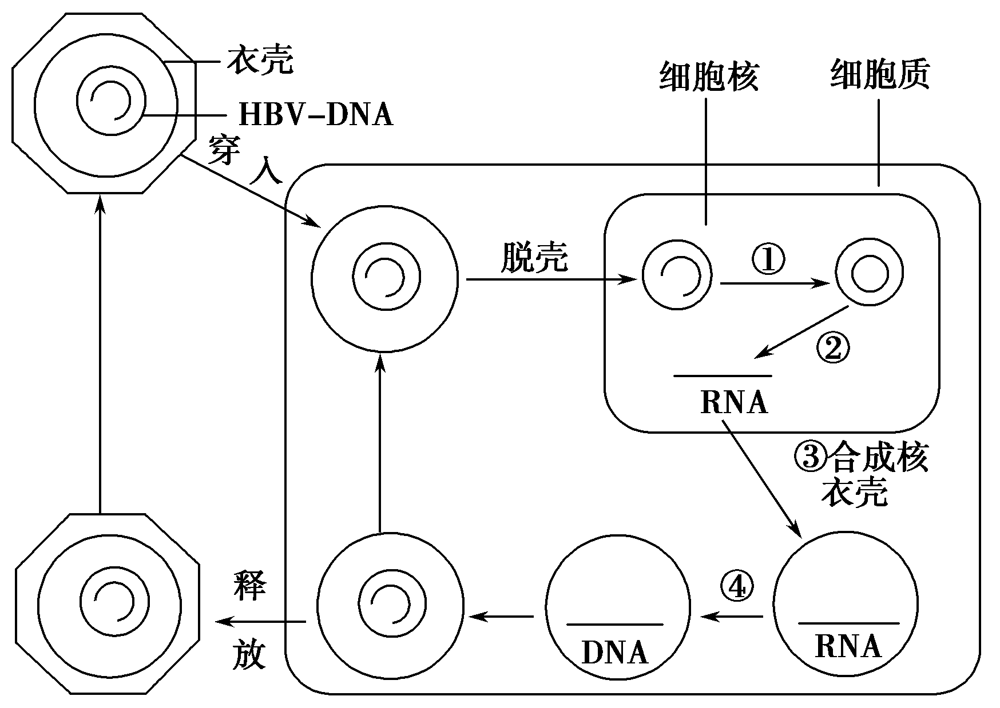 衣壳
HBV-DNA
穿入
细胞核
细胞质
脱壳
①
②
RNA
③合成核
衣壳
④
RNA
DNA
释
放